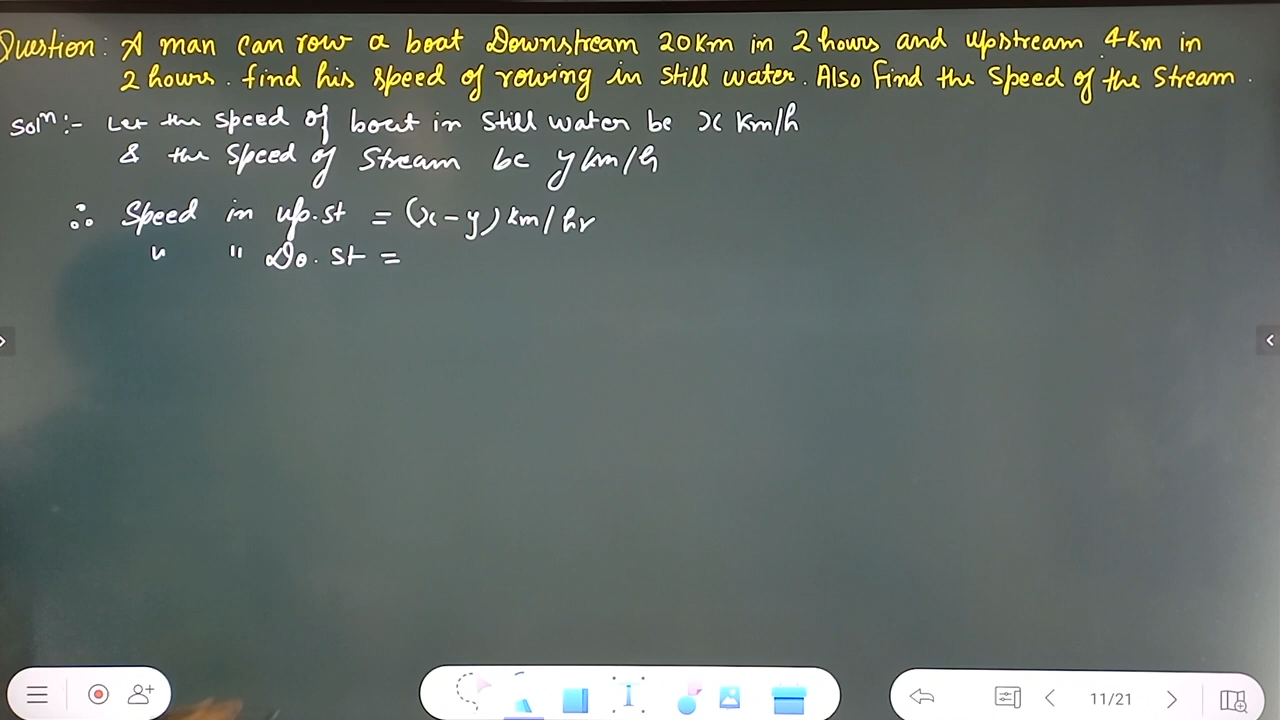 Question: A man can row a boat Downstream 20Km in 2 hours and upstream 4Km in
2 hours. find his speed of rowing in still water. Also Find the Speed of the Stream.
Solⁿ:- Let the speed of boat in still water be x Km/h
& the speed of Stream be y km/h
∴ Speed in up.st = (x-y) km/hr
" " Do.st =
11/21